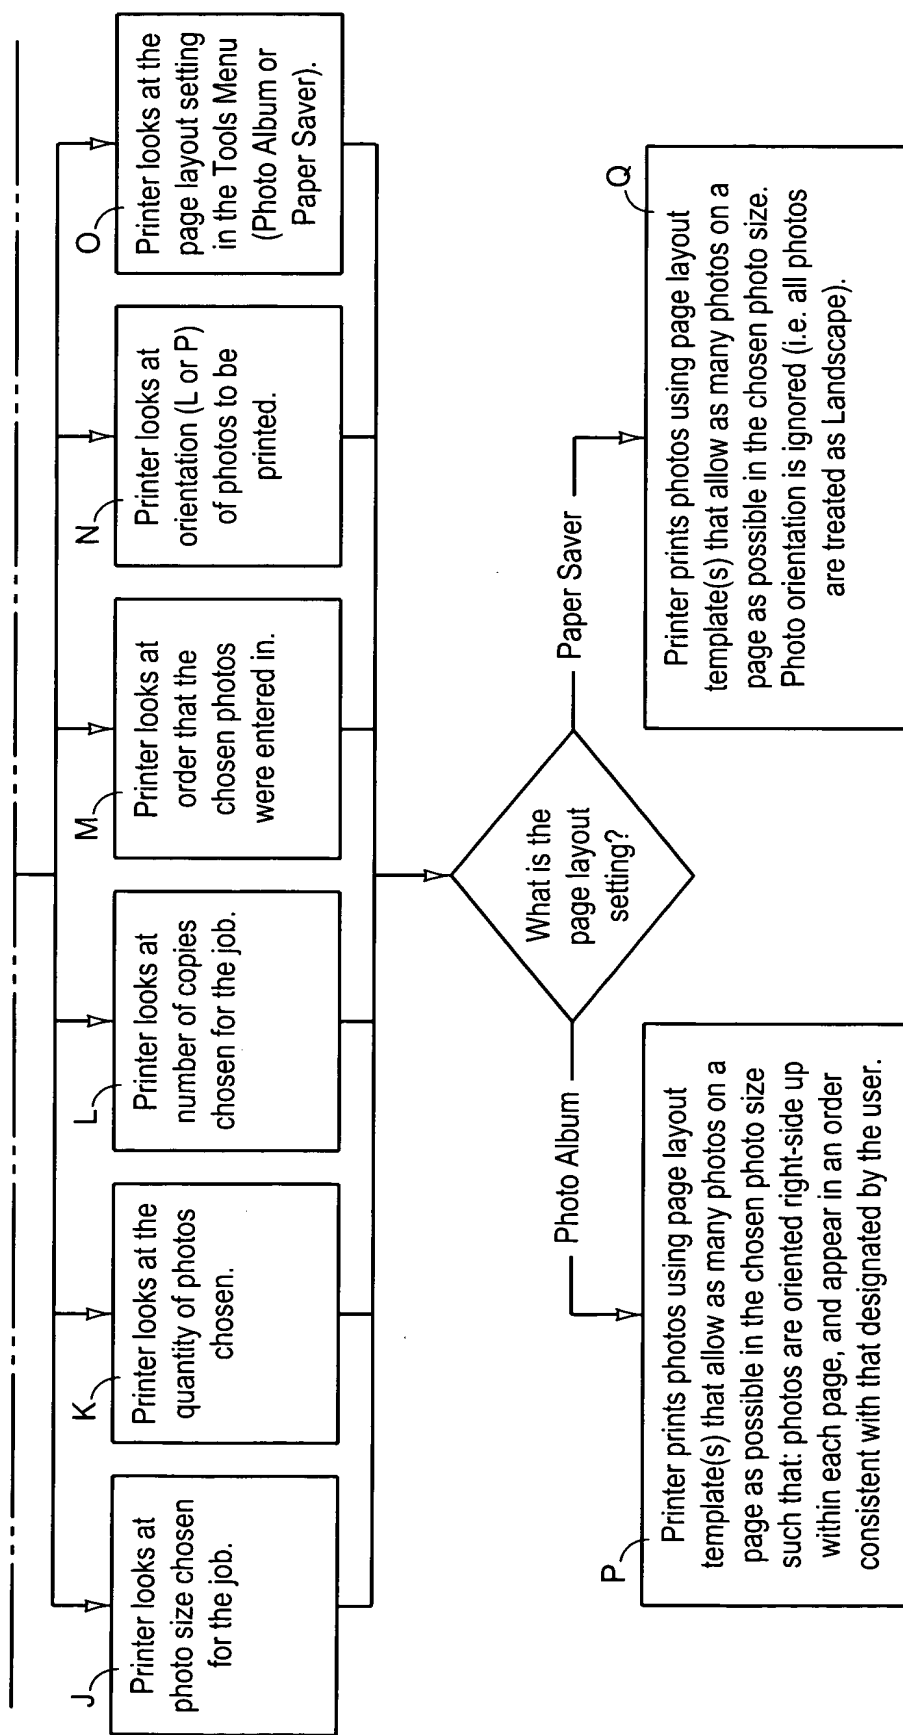 J
Printer looks at
photo size chosen
for the job.
K
Printer looks at the
quantity of photos
chosen.
L
Printer looks at
number of copies
chosen for the job.
M
Printer looks at
order that the
chosen photos
were entered in.
N
Printer looks at
orientation (L or P)
of photos to be
printed.
O
Printer looks at the
page layout setting
in the Tools Menu
(Photo Album or
Paper Saver).
What is the
page layout
setting?
Photo Album
Paper Saver
P
Printer prints photos using page layout
template(s) that allow as many photos on a
page as possible in the chosen photo size
such that: photos are oriented right-side up
within each page, and appear in an order
consistent with that designated by the user.
Q
Printer prints photos using page layout
template(s) that allow as many photos on a
page as possible in the chosen photo size.
Photo orientation is ignored (i.e. all photos
are treated as Landscape).